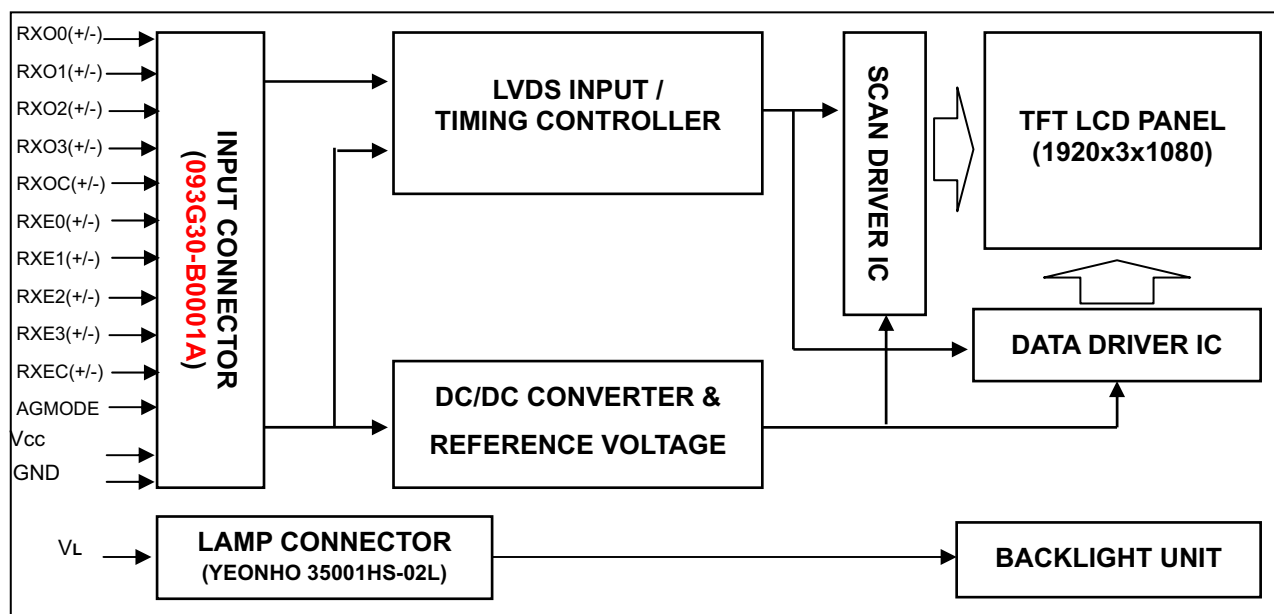 RXO0(+/-)
RXO1(+/-)
RXO2(+/-)
RXO3(+/-)
RXOC(+/-)
RXE0(+/-)
RXE1(+/-)
RXE2(+/-)
RXE3(+/-)
RXEC(+/-)
AGMODE
Vcc
GND
INPUT CONNECTOR
(093G30-B0001A)
LVDS INPUT /
TIMING CONTROLLER
SCAN DRIVER IC
TFT LCD PANEL
(1920x3x1080)
DATA DRIVER IC
DC/DC CONVERTER &
REFERENCE VOLTAGE
VL
LAMP CONNECTOR
(YEONHO 35001HS-02L)
BACKLIGHT UNIT